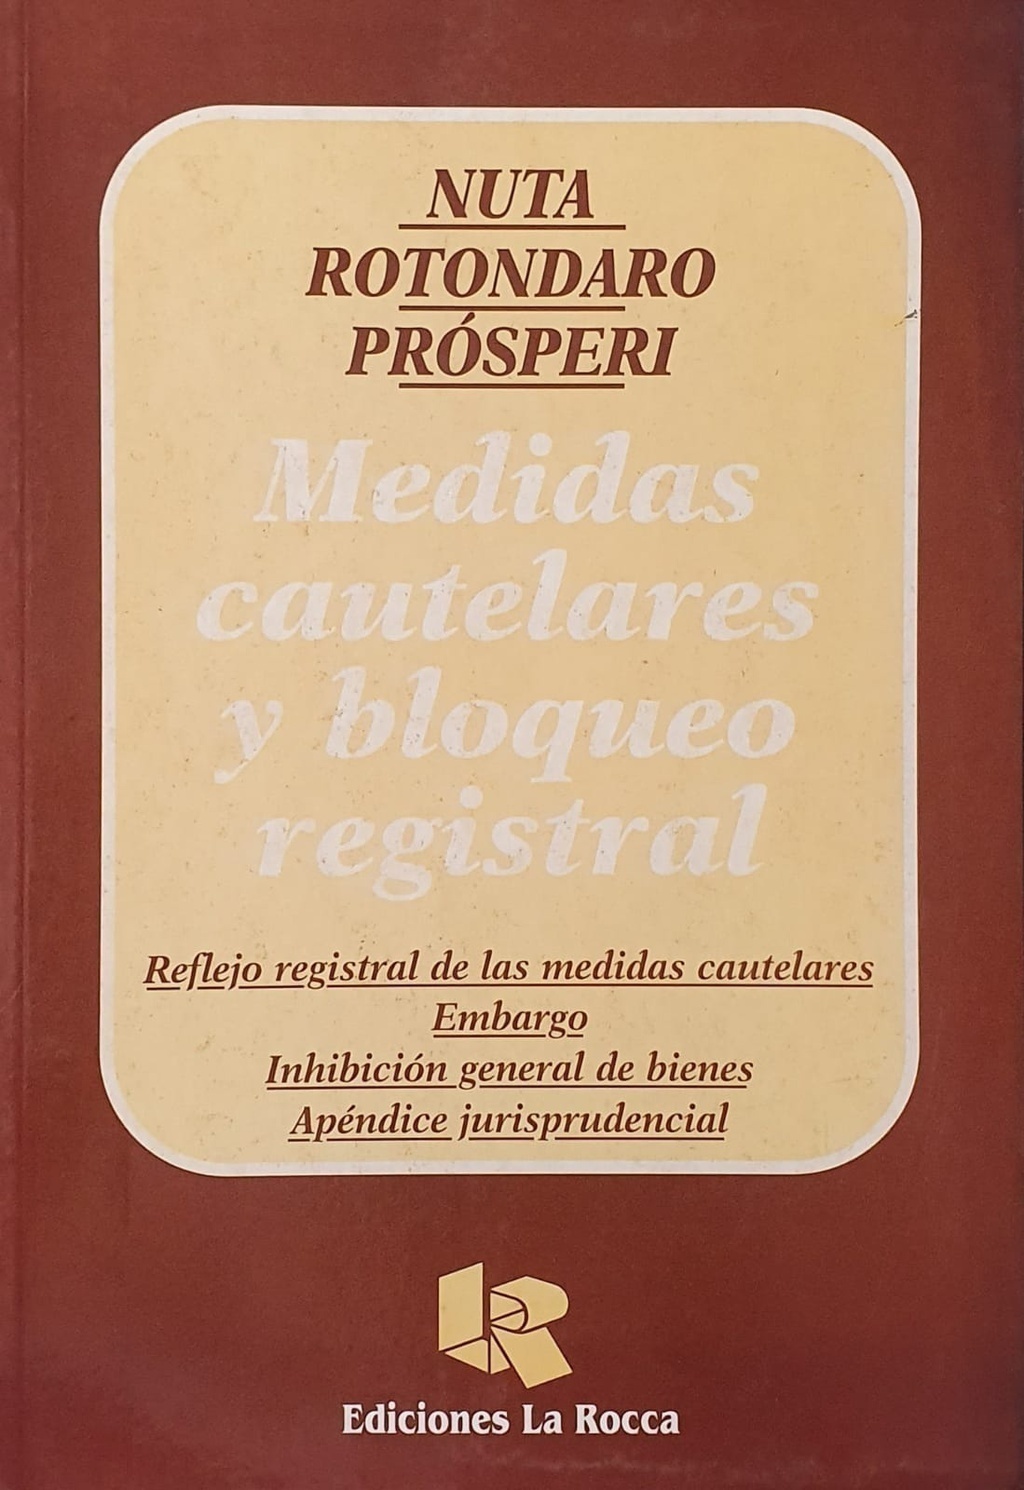 NUTA
ROTONDARO
PRÓSPERI
Medidas
cautelares
y bloqueo
registral
Reflejo registral de las medidas cautelares
Embargo
Inhibición general de bienes
Apéndice jurisprudencial
LR
Ediciones La Rocca